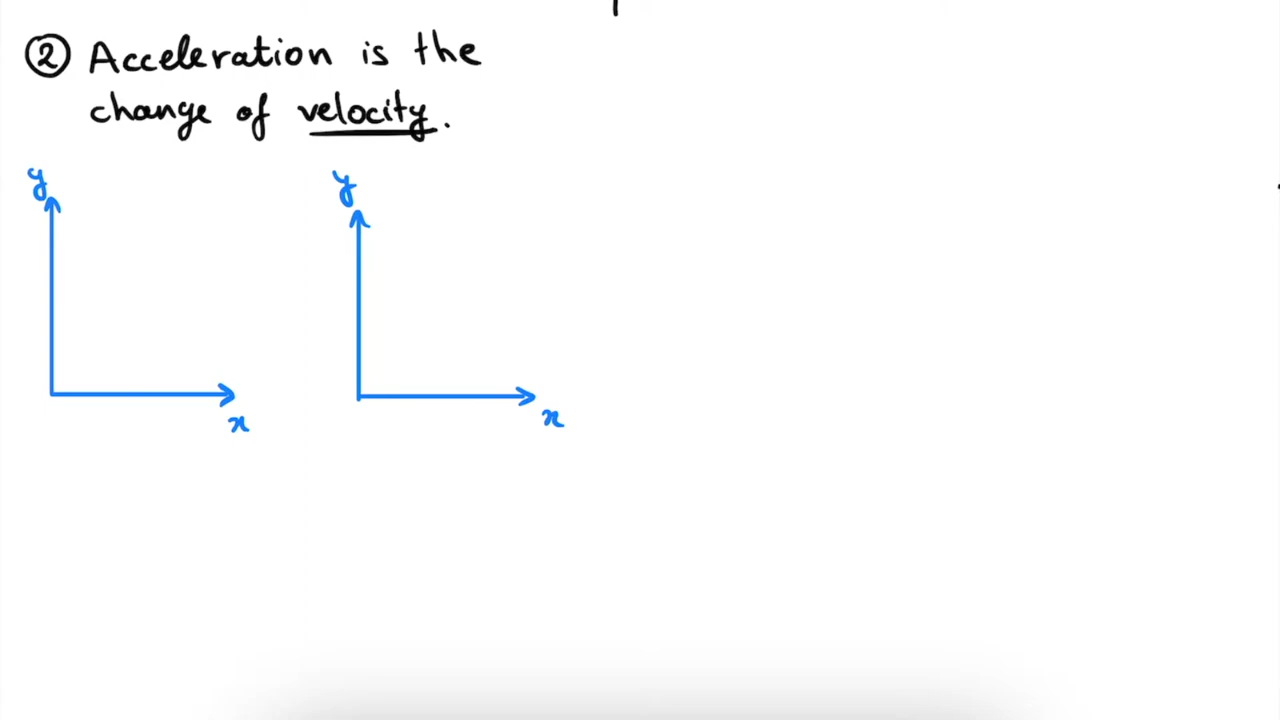 ② Acceleration is the
change of velocity.
y
y
x
x